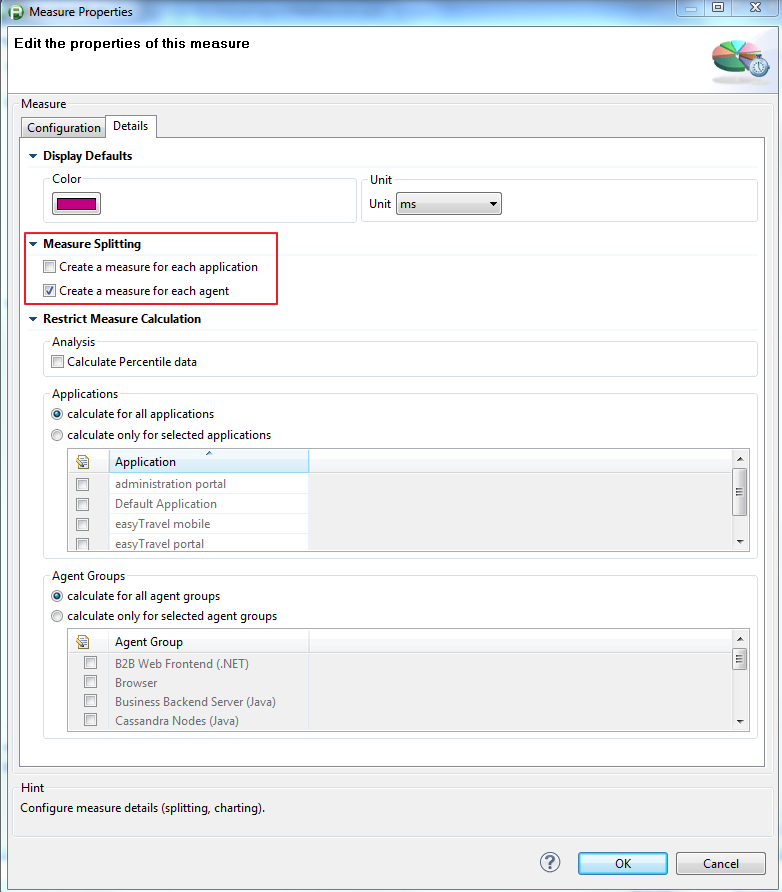 Measure Properties
Edit the properties of this measure
Measure
Configuration
Details
Display Defaults
Color
Unit
Unit ms
Measure Splitting
Create a measure for each application
Create a measure for each agent
Restrict Measure Calculation
Analysis
Calculate Percentile data
Applications
calculate for all applications
calculate only for selected applications
Application
administration portal
Default Application
easyTravel mobile
easyTravel portal
Agent Groups
calculate for all agent groups
calculate only for selected agent groups
Agent Group
B2B Web Frontend (.NET)
Browser
Business Backend Server (Java)
Cassandra Nodes (Java)
Hint
Configure measure details (splitting, charting).
? OK Cancel